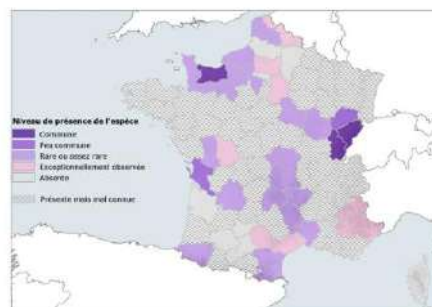 Niveau de présence de l'espèce
Commune
Peu commune
Rare ou assez rare
Exceptionnellement observée
Absente
Présente mais mal connue